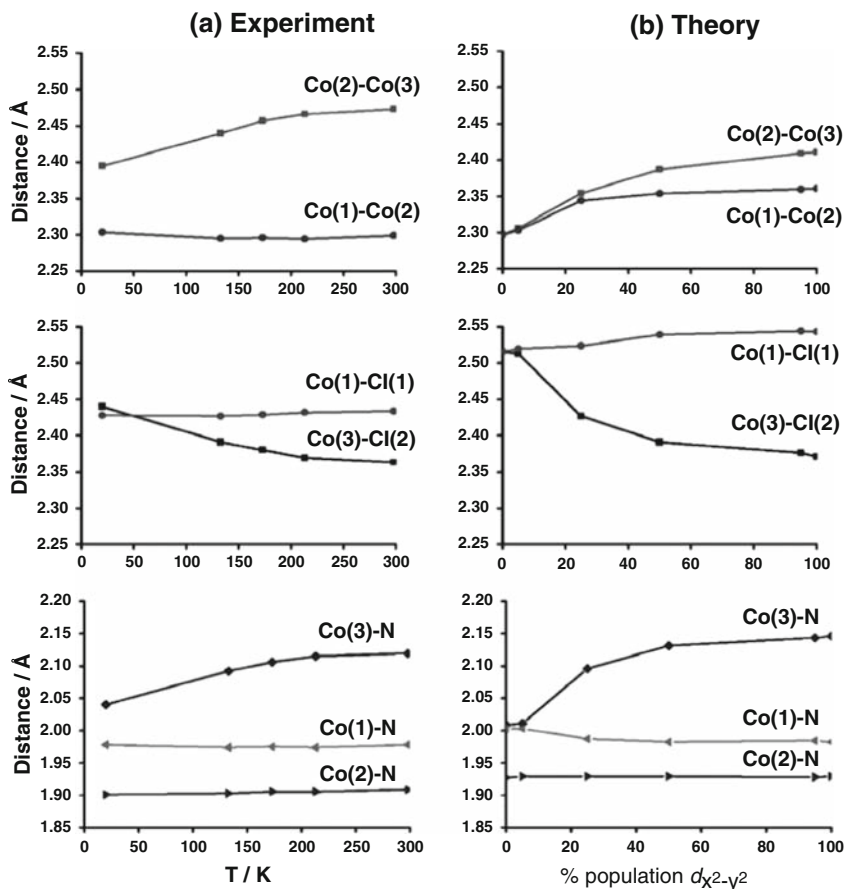 (a) Experiment
(b) Theory
2.55
2.50
2.45
2.40
2.35
2.30
2.25
Distance / Å
Co(2)-Co(3)
Co(1)-Co(2)
0 50 100 150 200 250 300
2.55
2.50
2.45
2.40
2.35
2.30
2.25
Co(2)-Co(3)
Co(1)-Co(2)
0 20 40 60 80 100
2.55
2.50
2.45
2.40
2.35
2.30
2.25
Distance / Å
Co(1)-Cl(1)
Co(3)-Cl(2)
0 50 100 150 200 250 300
2.55
2.50
2.45
2.40
2.35
2.30
2.25
Co(1)-Cl(1)
Co(3)-Cl(2)
0 20 40 60 80 100
2.20
2.15
2.10
2.05
2.00
1.95
1.90
1.85
Distance / Å
Co(3)-N
Co(1)-N
Co(2)-N
0 50 100 150 200 250 300
T / K
2.20
2.15
2.10
2.05
2.00
1.95
1.90
1.85
Co(3)-N
Co(1)-N
Co(2)-N
0 20 40 60 80 100
% population dx2-y2